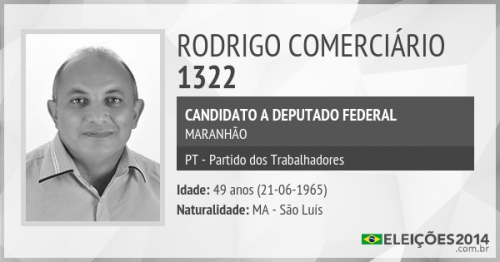 RODRIGO COMERCIÁRIO
1322
CANDIDATO A DEPUTADO FEDERAL
MARANHÃO
PT - Partido dos Trabalhadores
Idade: 49 anos (21-06-1965)
Naturalidade: MA - São Luís
ELEIÇÕES2014
.com.br